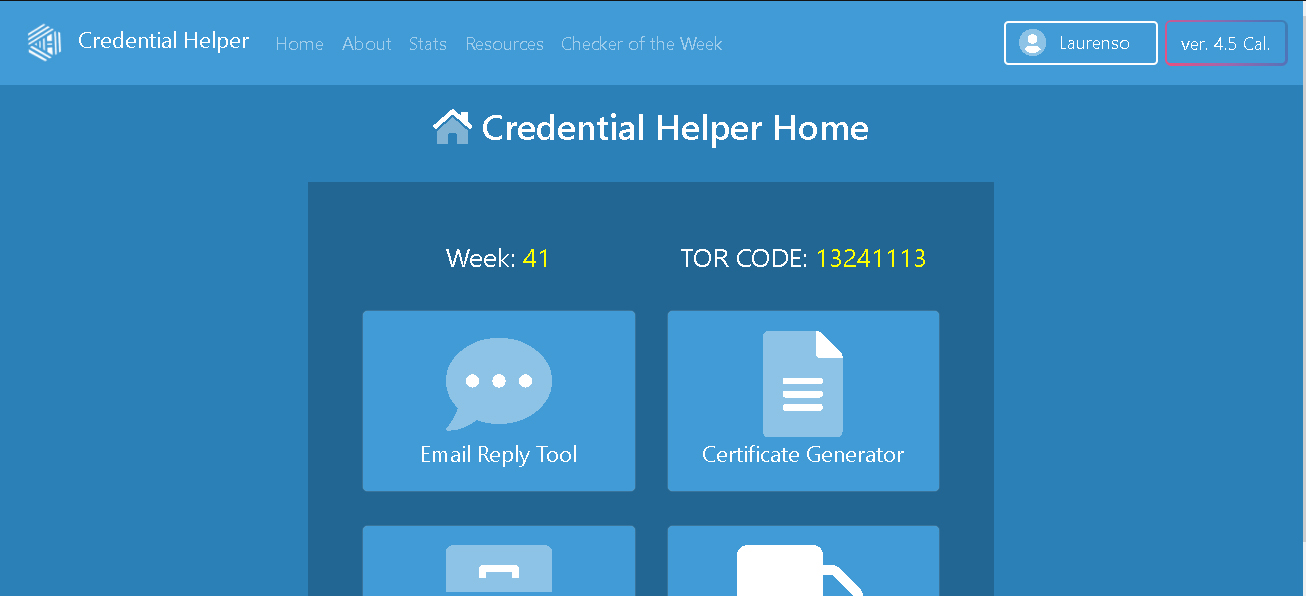 Credential Helper Home About Stats Resources Checker of the Week Laurenso ver. 4.5 Cal.
Credential Helper Home
Week: 41 TOR CODE: 13241113
Email Reply Tool Certificate Generator